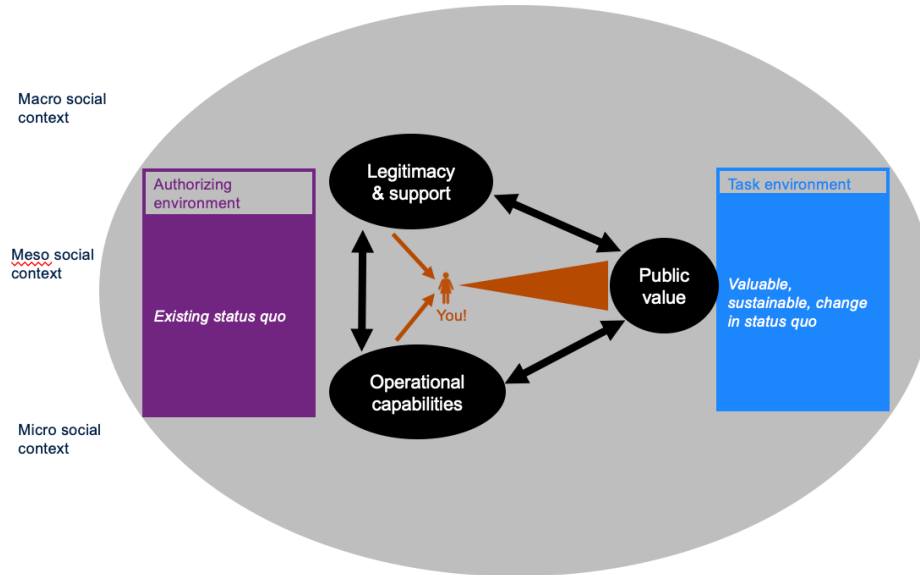 Macro social
context
Authorizing
environment
Legitimacy
& support
Task environment
Meso social
context
Existing status quo
You!
Public
value
Valuable,
sustainable, change
in status quo
Operational
capabilities
Micro social
context